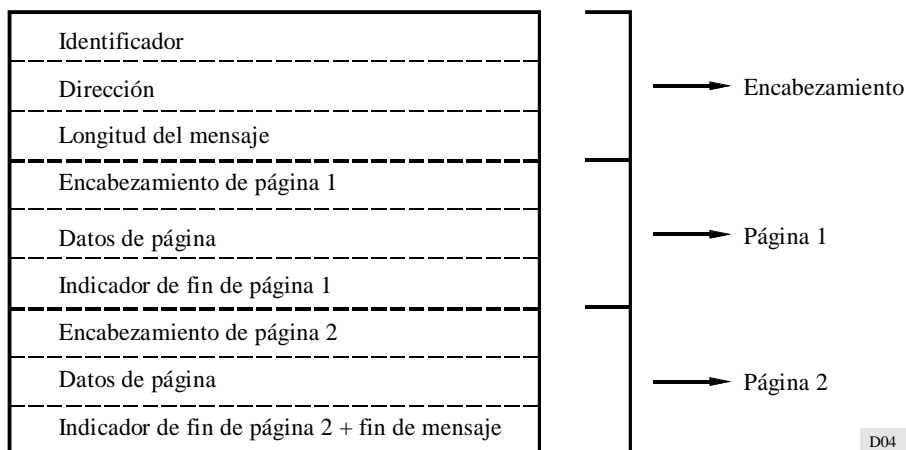 Identificador
Dirección
Longitud del mensaje
Encabezamiento
Encabezamiento de página 1
Datos de página
Indicador de fin de página 1
Página 1
Encabezamiento de página 2
Datos de página
Indicador de fin de página 2 + fin de mensaje
Página 2
D04